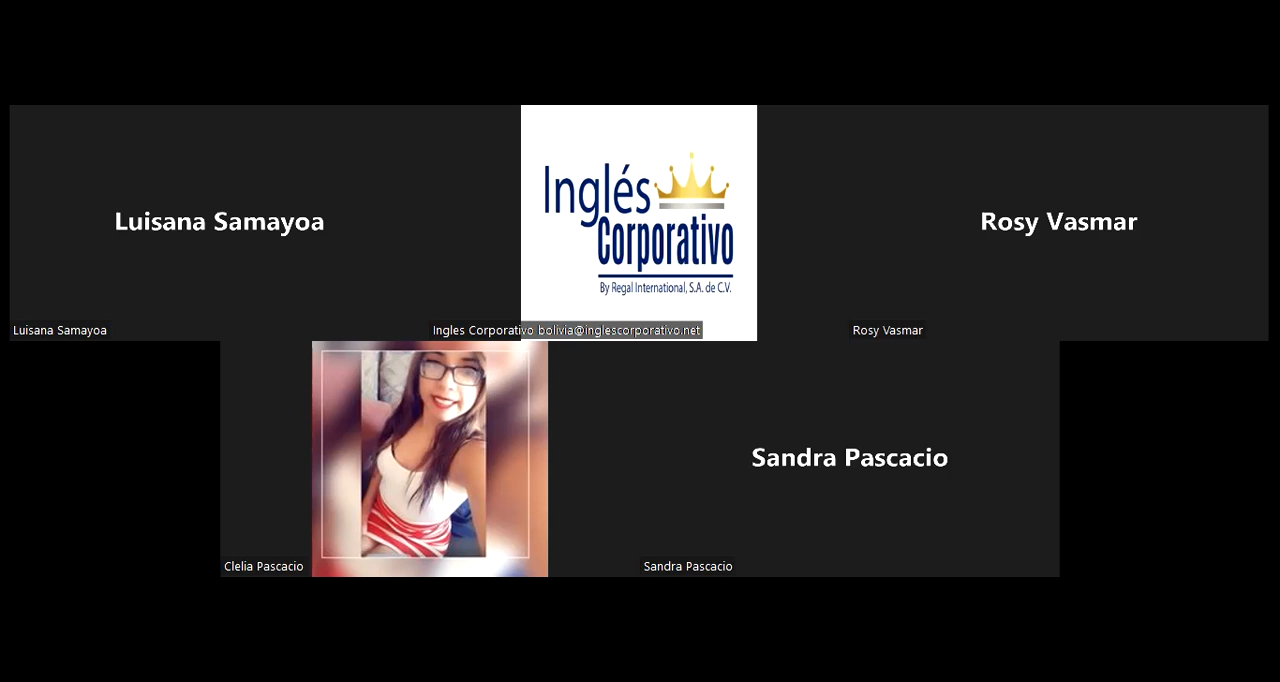 Luisana Samayoa
Inglés
Corporativo
By Regal International, S.A. de C.V.
Rosy Vasmar
Luisana Samayoa
Ingles Corporativo bolivia@inglescorporativo.net
Rosy Vasmar
Sandra Pascacio
Clelia Pascacio
Sandra Pascacio